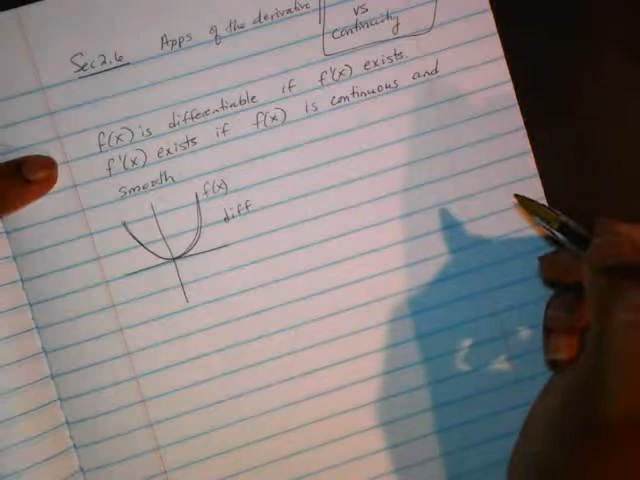 Sec 2.6 Apps of the derivative
vs
Continuity
f(x) is differentiable if f'(x) exists.
f'(x) exists if f(x) is continuous and
smooth
f(x)
diff